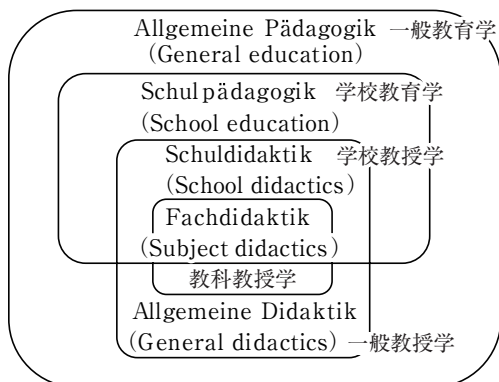 Allgemeine Pädagogik 一般教育学
(General education)
Schulpädagogik 学校教育学
(School education)
Schuldidaktik 学校教授学
(School didactics)
Fachdidaktik
(Subject didactics)
教科教授学
Allgemeine Didaktik
(General didactics) 一般教授学